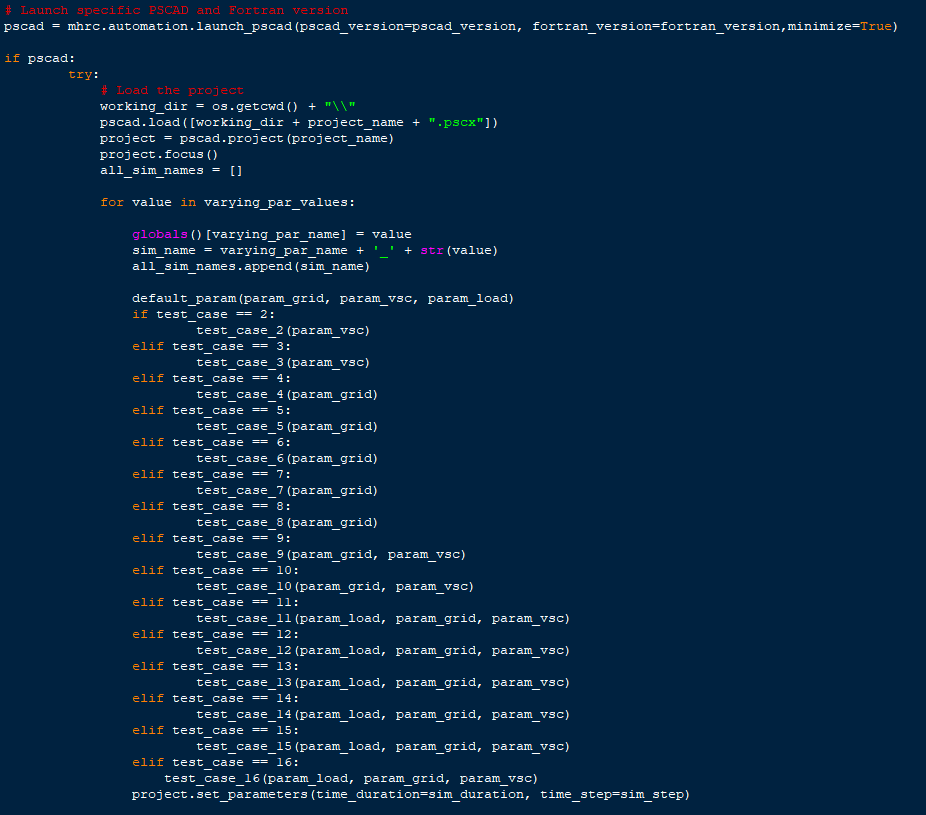 # Launch specific PSCAD and Fortran version
pscad = mhrc.automation.launch_pscad(pscad_version=pscad_version, fortran_version=fortran_version,minimize=True)
if pscad:
try:
# Load the project
working_dir = os.getcwd() + "\\"
pscad.load([working_dir + project_name + ".pscx"])
project = pscad.project(project_name)
project.focus()
all_sim_names = []
for value in varying_par_values:
globals()[varying_par_name] = value
sim_name = varying_par_name + '_' + str(value)
all_sim_names.append(sim_name)
default_param(param_grid, param_vsc, param_load)
if test_case == 2:
test_case_2(param_vsc)
elif test_case == 3:
test_case_3(param_vsc)
elif test_case == 4:
test_case_4(param_grid)
elif test_case == 5:
test_case_5(param_grid)
elif test_case == 6:
test_case_6(param_grid)
elif test_case == 7:
test_case_7(param_grid)
elif test_case == 8:
test_case_8(param_grid)
elif test_case == 9:
test_case_9(param_grid, param_vsc)
elif test_case == 10:
test_case_10(param_grid, param_vsc)
elif test_case == 11:
test_case_11(param_load, param_grid, param_vsc)
elif test_case == 12:
test_case_12(param_load, param_grid, param_vsc)
elif test_case == 13:
test_case_13(param_load, param_grid, param_vsc)
elif test_case == 14:
test_case_14(param_load, param_grid, param_vsc)
elif test_case == 15:
test_case_15(param_load, param_grid, param_vsc)
elif test_case == 16:
test_case_16(param_load, param_grid, param_vsc)
project.set_parameters(time_duration=sim_duration, time_step=sim_step)